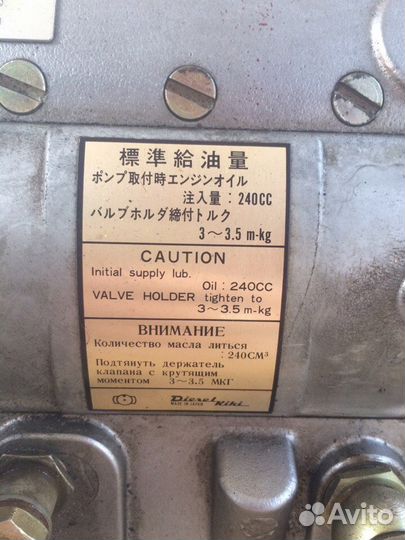 標準給油量
ポンプ取付時エンジンオイル
注入量：240CC
バルブホルダ締付トルク
3～3.5 m-kg
CAUTION
Initial supply lub.
Oil : 240CC
VALVE HOLDER tighten to
3～3.5 m-kg
ВНИМАНИЕ
Количество масла литься
:240СМ³
Подтянуть держатель
клапана с крутящим
моментом 3～3.5 МКГ
Diesel Kiki
MADE IN JAPAN
Avito